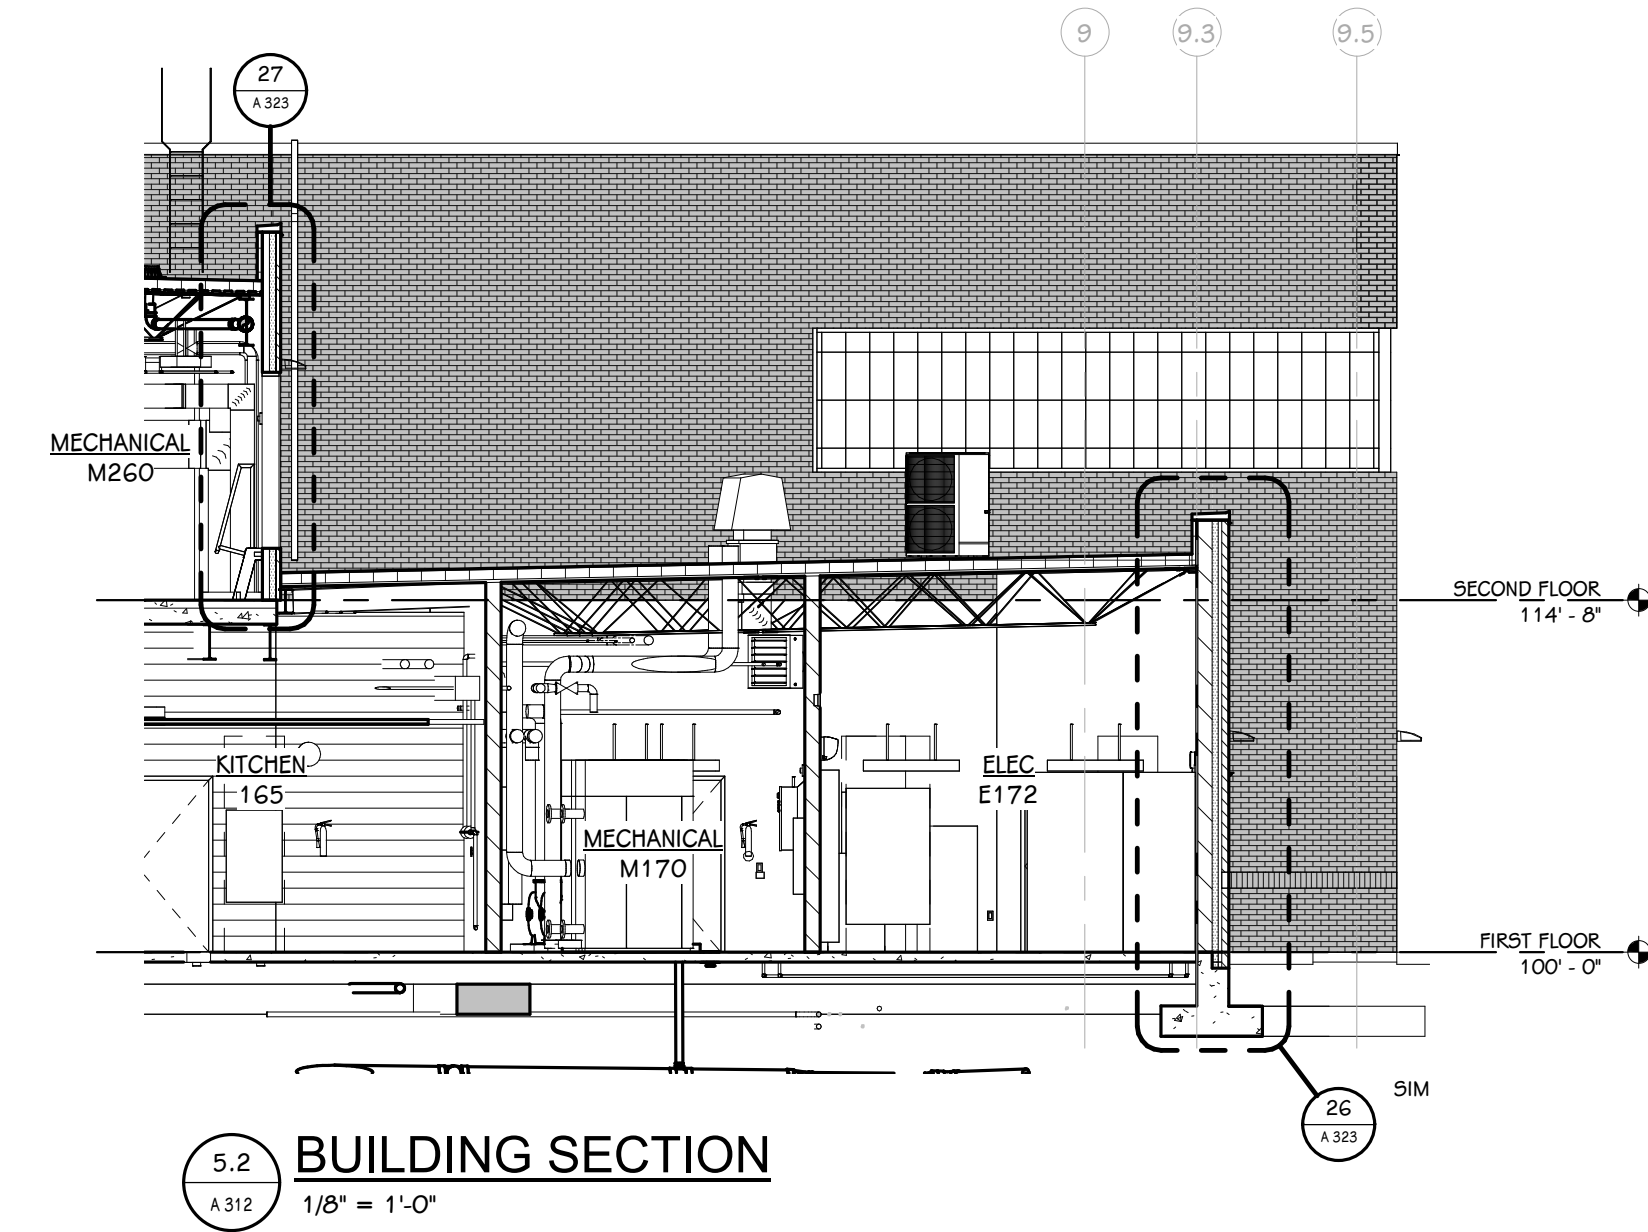 9
9.3
9.5
27
A 323
MECHANICAL
M260
SECOND FLOOR
114' - 8"
KITCHEN
165
ELEC
E172
MECHANICAL
M170
FIRST FLOOR
100' - 0"
SIM
26
A 323
5.2
A 312
BUILDING SECTION
1/8" = 1'-0"